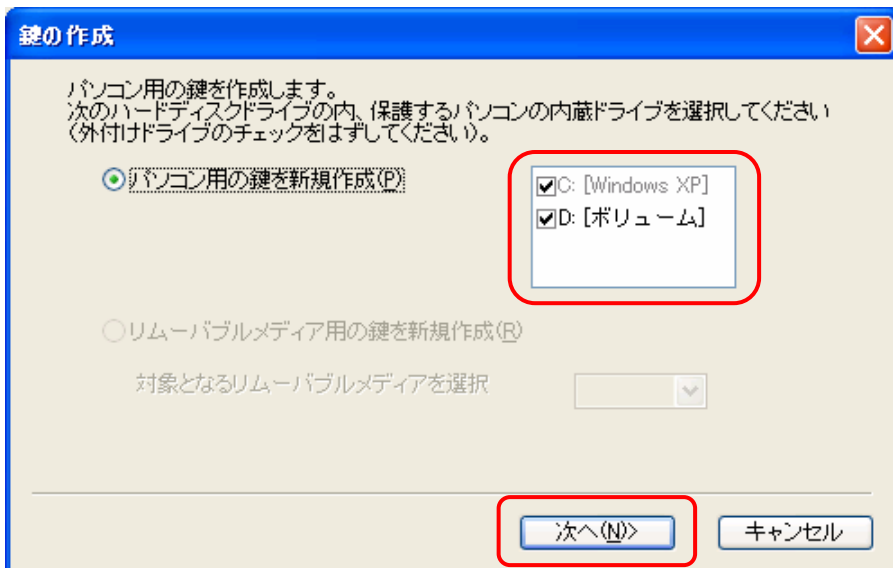 鍵の作成
パソコン用の鍵を作成します。
次のハードディスクドライブの内、保護するパソコンの内蔵ドライブを選択してください
(外付けドライブのチェックをはずしてください)。
パソコン用の鍵を新規作成(P)
C: [Windows XP]
D: [ボリューム]
リムーバブルメディア用の鍵を新規作成(R)
対象となるリムーバブルメディアを選択
次へ(N)>
キャンセル